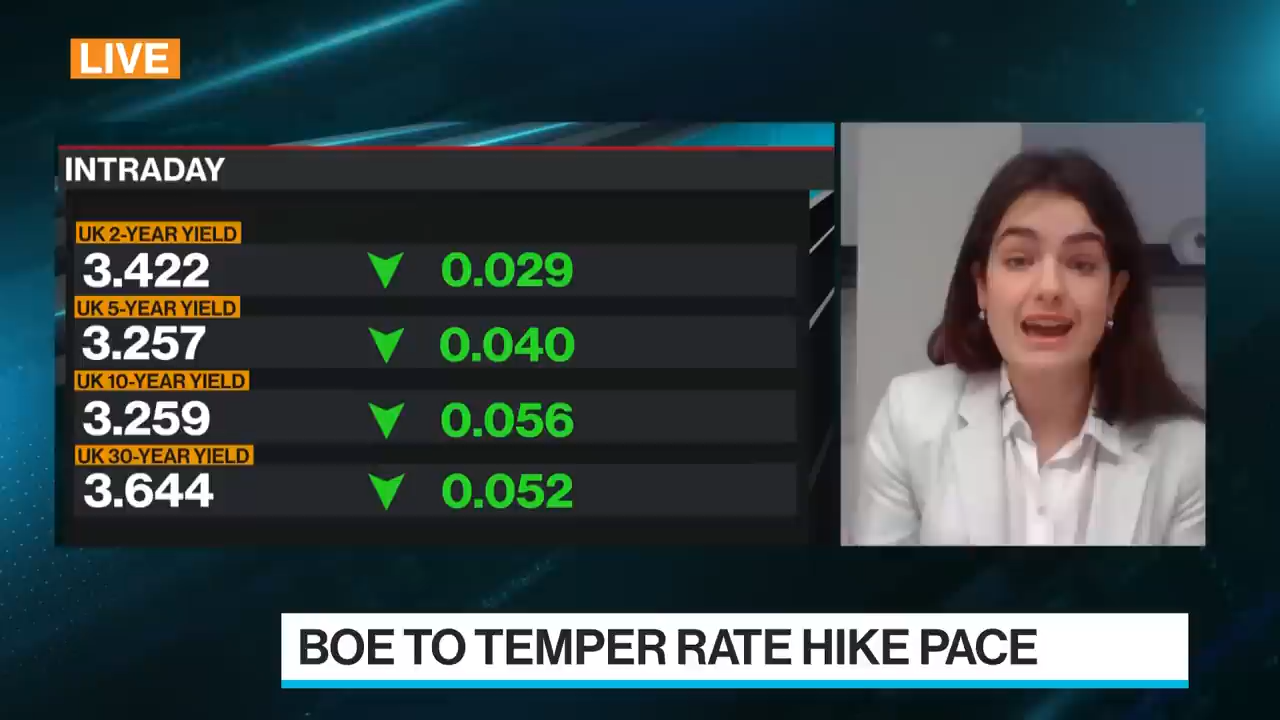 LIVE
INTRADAY
UK 2-YEAR YIELD
3.422 0.029
UK 5-YEAR YIELD
3.257 0.040
UK 10-YEAR YIELD
3.259 0.056
UK 30-YEAR YIELD
3.644 0.052
BOE TO TEMPER RATE HIKE PACE